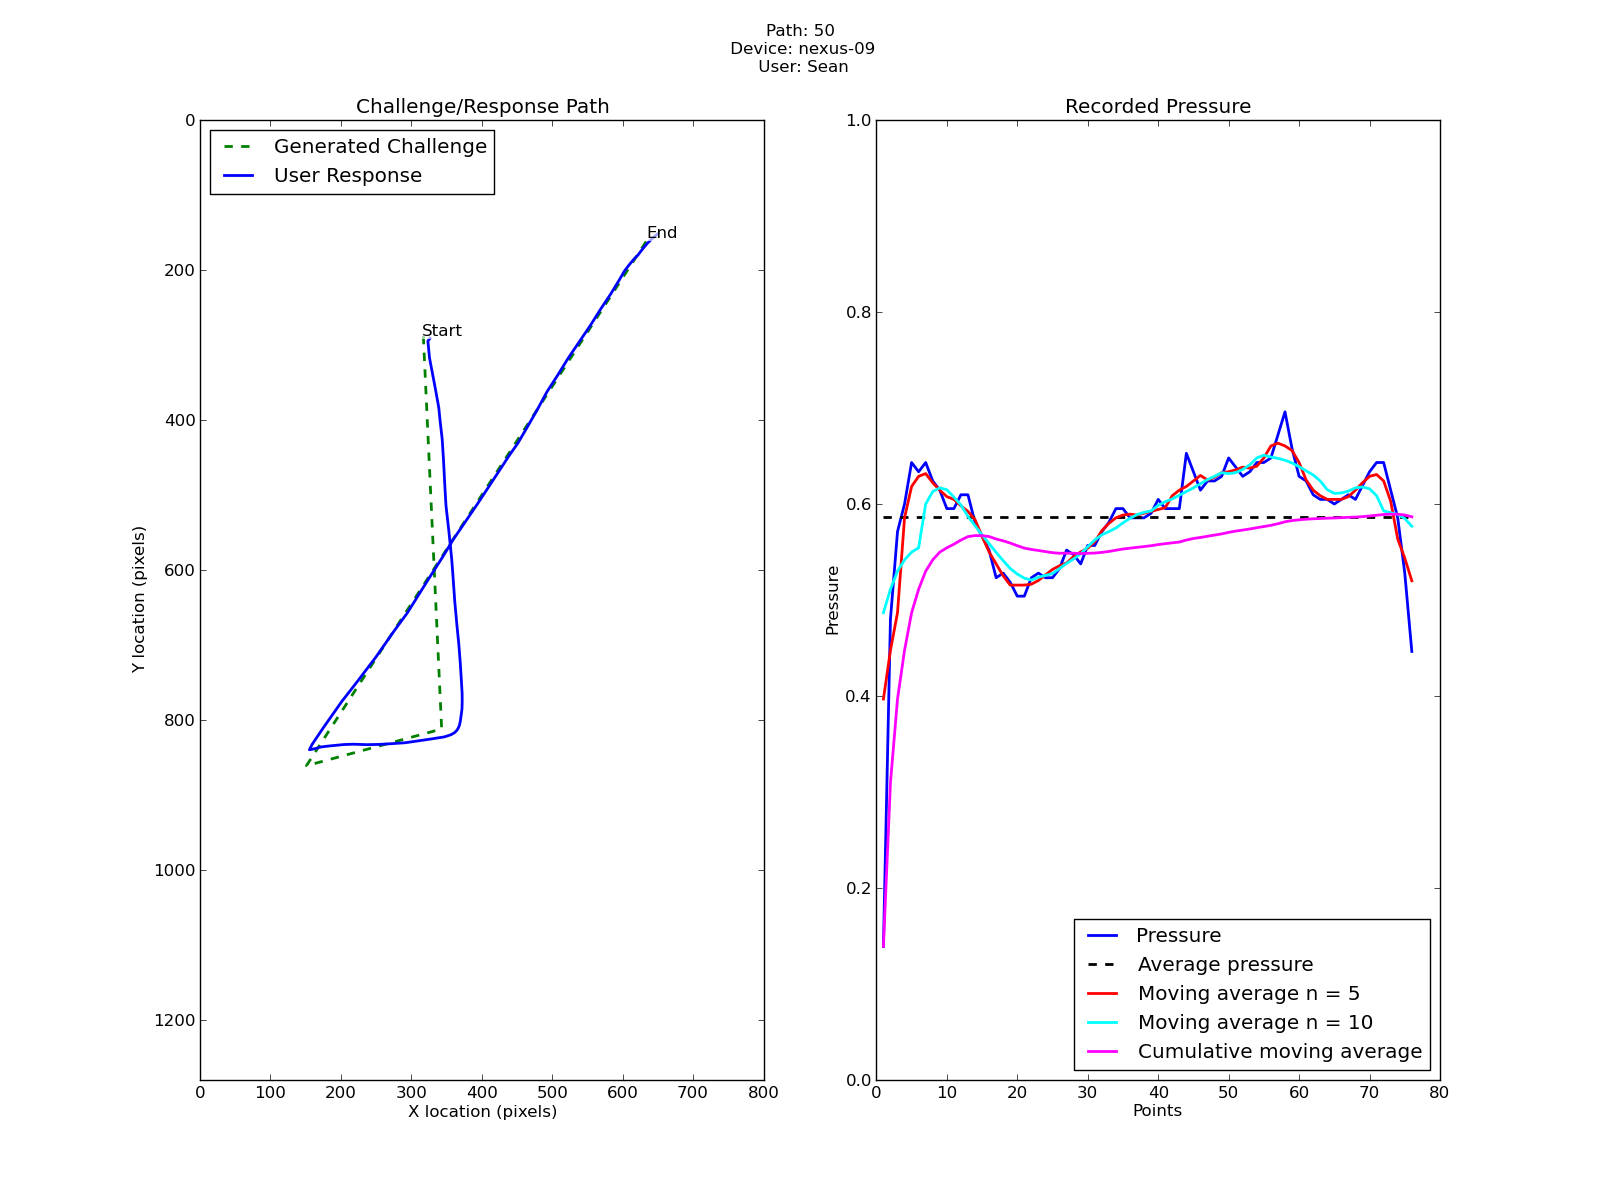 Path: 50
Device: nexus-09
User: Sean
Challenge/Response Path
Generated Challenge
User Response
Start
End
0
200
400
600
800
1000
1200
Y location (pixels)
0 100 200 300 400 500 600 700 800
X location (pixels)
Recorded Pressure
1.0
0.8
0.6
0.4
0.2
0.0
Pressure
Pressure
Average pressure
Moving average n = 5
Moving average n = 10
Cumulative moving average
0 10 20 30 40 50 60 70 80
Points